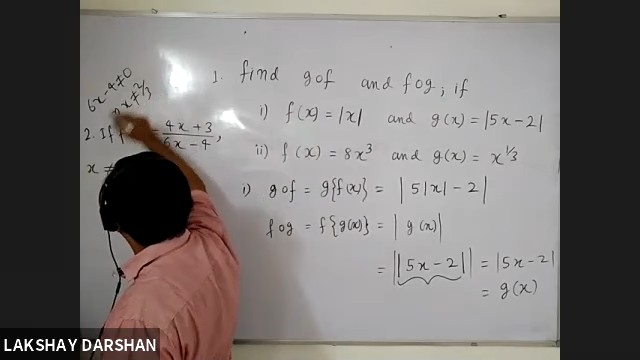 6x-4≠0
x≠2/3
2. If f = 4x+3 / 6x-4 ,
x ≠
1. find gof and fog, if
i) f(x) = |x| and g(x) = |5x-2|
ii) f(x) = 8x³ and g(x) = x^1/3
i) gof = g{f(x)} = |5|x|-2|
fog = f{g(x)} = |g(x)|
= ||5x-2|| = |5x-2|
= g(x)
LAKSHAY DARSHAN